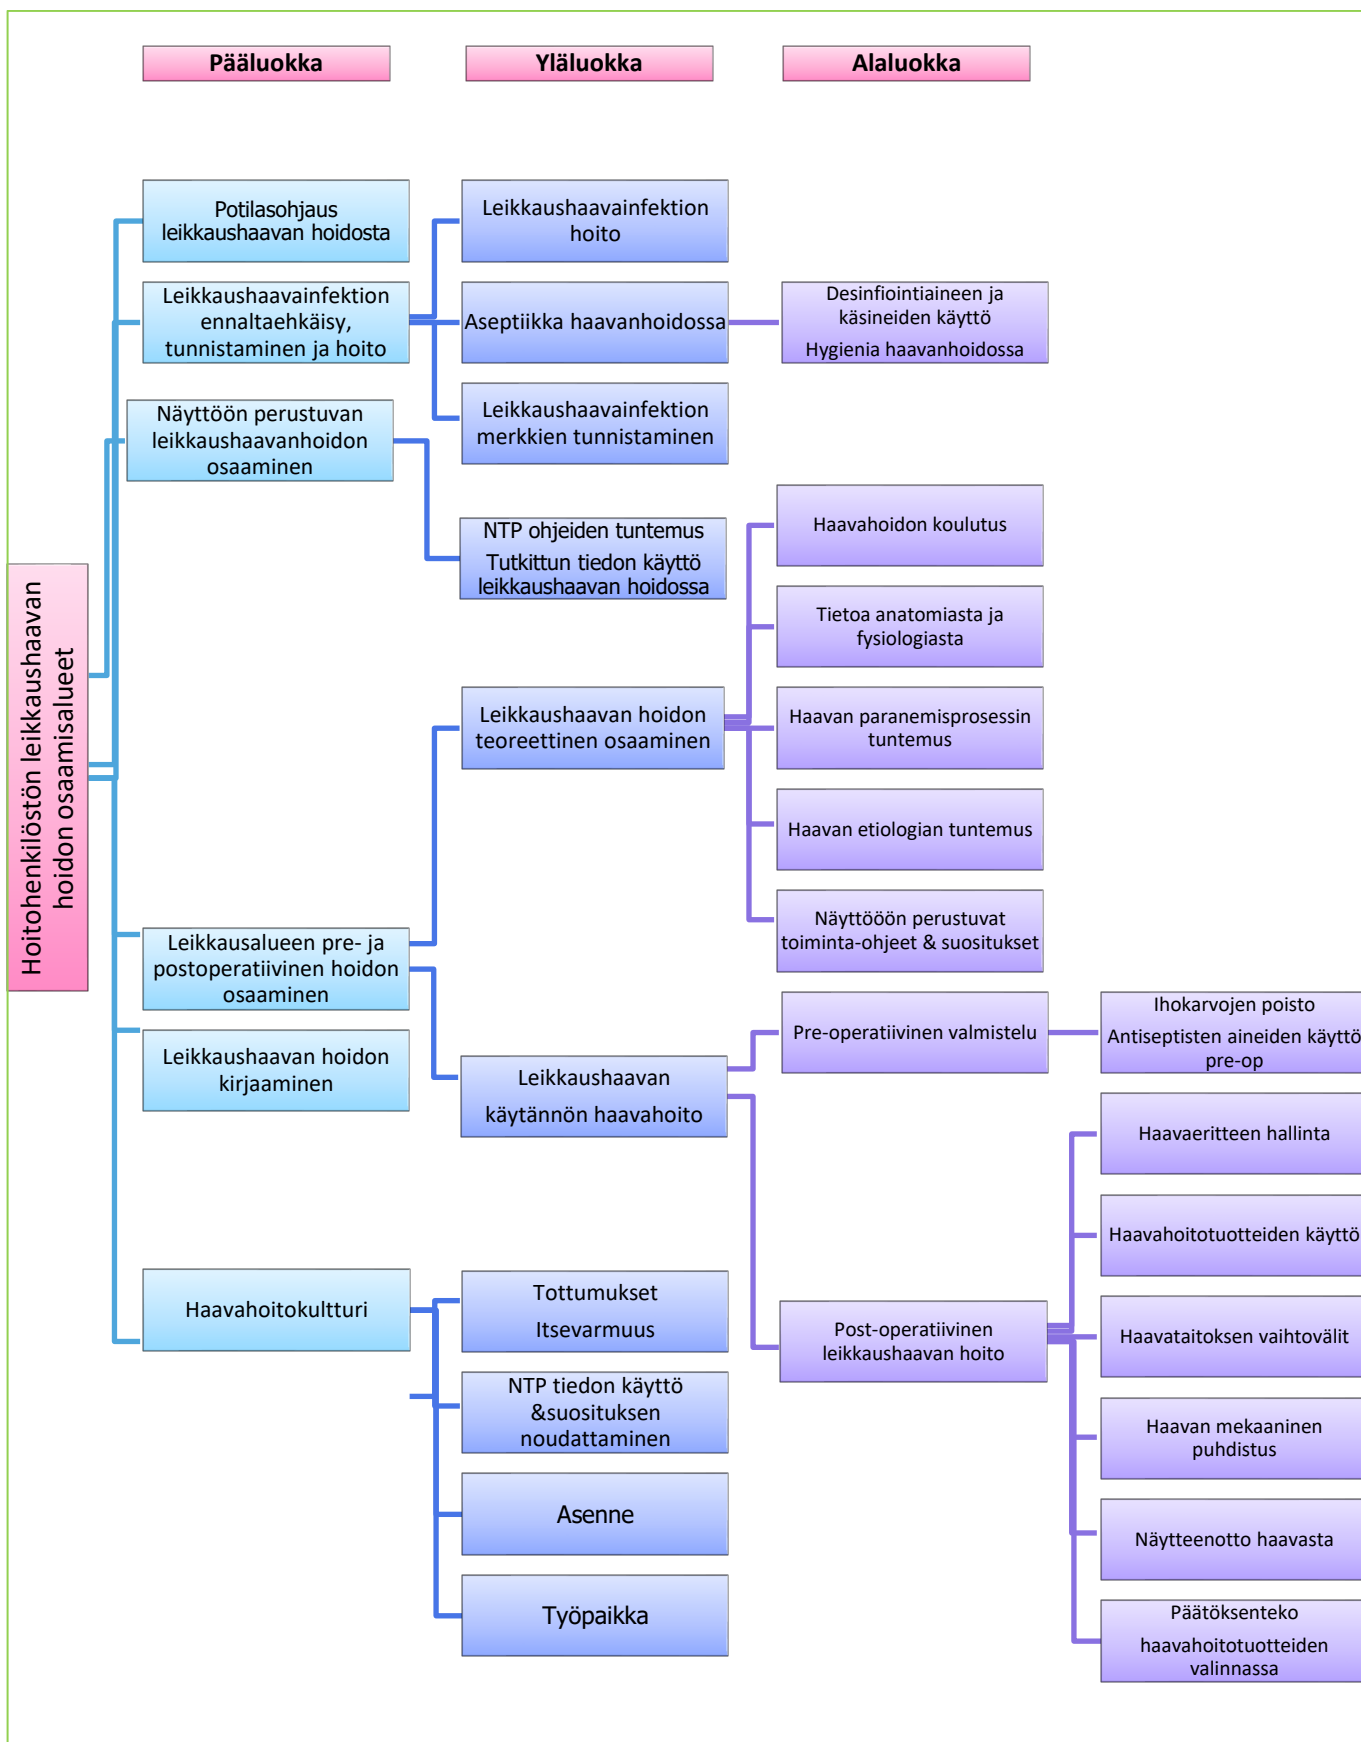 Pääluokka
Yläluokka
Alaluokka
Hoitohenkilöstön leikkaushaavan
hoidon osaamisalueet
Potilasohjaus
leikkaushaavan hoidosta
Leikkaushaavainfektion
ennaltaehkäisy,
tunnistaminen ja hoito
Leikkaushaavainfektion
hoito
Aseptiikka haavanhoidossa
Desinfiointiaineen ja
käsineiden käyttö
Hygienia haavanhoidossa
Leikkaushaavainfektion
merkkien tunnistaminen
Näyttöön perustuvan
leikkaushaavanhoidon
osaaminen
NTP ohjeiden tuntemus
Tutkittun tiedon käyttö
leikkaushaavan hoidossa
Leikkausalueen pre- ja
postoperatiivinen hoidon
osaaminen
Leikkaushaavan hoidon
teoreettinen osaaminen
Haavahoidon koulutus
Tietoa anatomiasta ja
fysiologiasta
Haavan paranemisprosessin
tuntemus
Haavan etiologian tuntemus
Näyttööön perustuvat
toiminta-ohjeet & suositukset
Leikkaushaavan
käytännön haavahoito
Pre-operatiivinen valmistelu
Ihokarvojen poisto
Antiseptisten aineiden käyttö
pre-op
Post-operatiivinen
leikkaushaavan hoito
Haavaeritteen hallinta
Haavahoitotuotteiden käyttö
Haavataitoksen vaihtovälit
Haavan mekaaninen
puhdistus
Näytteenotto haavasta
Päätöksenteko
haavahoitotuotteiden
valinnassa
Leikkaushaavan hoidon
kirjaaminen
Haavahoitokultturi
Tottumukset
Itsevarmuus
NTP tiedon käyttö
&suosituksen
noudattaminen
Asenne
Työpaikka